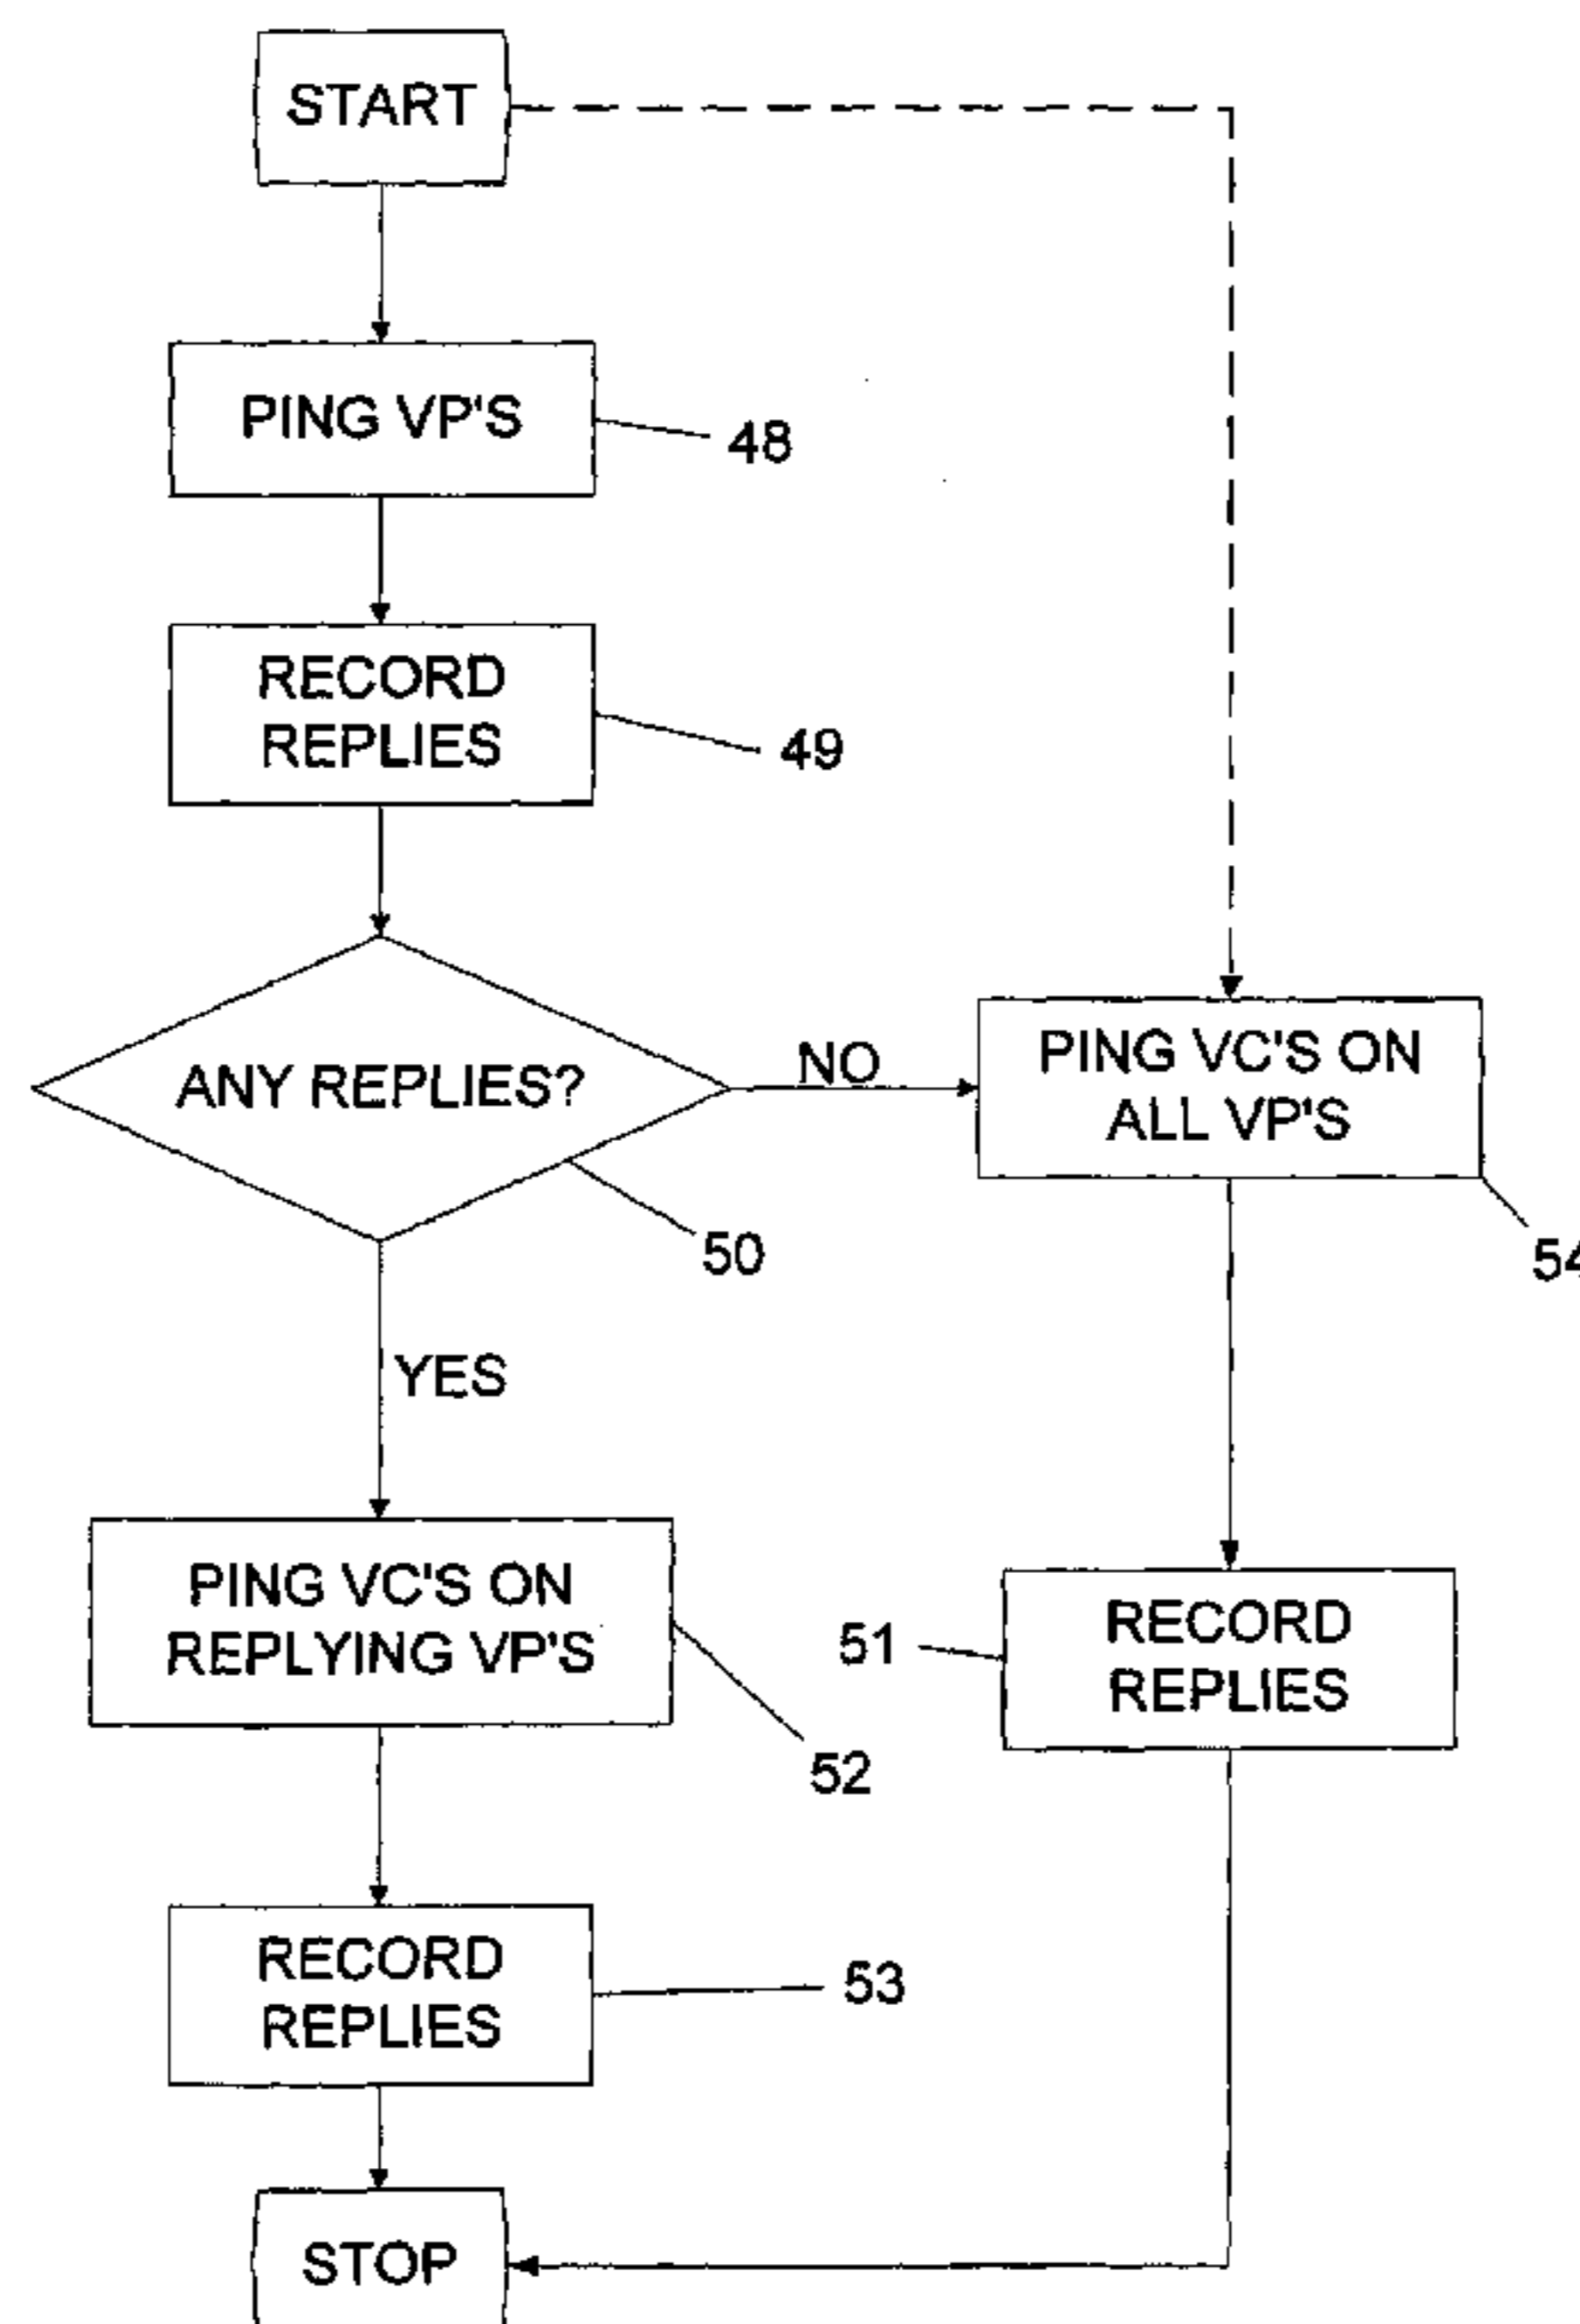 START
PING VP'S
48
RECORD
REPLIES
49
ANY REPLIES?
NO
PING VC'S ON
ALL VP'S
50
54
YES
PING VC'S ON
REPLYING VP'S
52
51
RECORD
REPLIES
RECORD
REPLIES
53
STOP